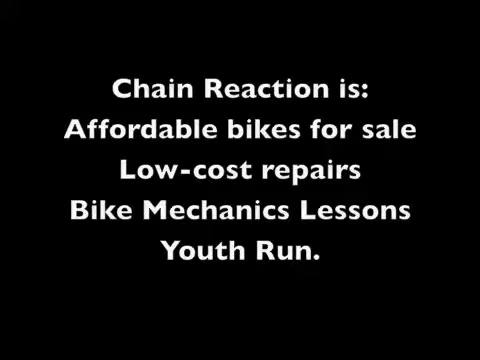 Chain Reaction is:
Affordable bikes for sale
Low-cost repairs
Bike Mechanics Lessons
Youth Run.